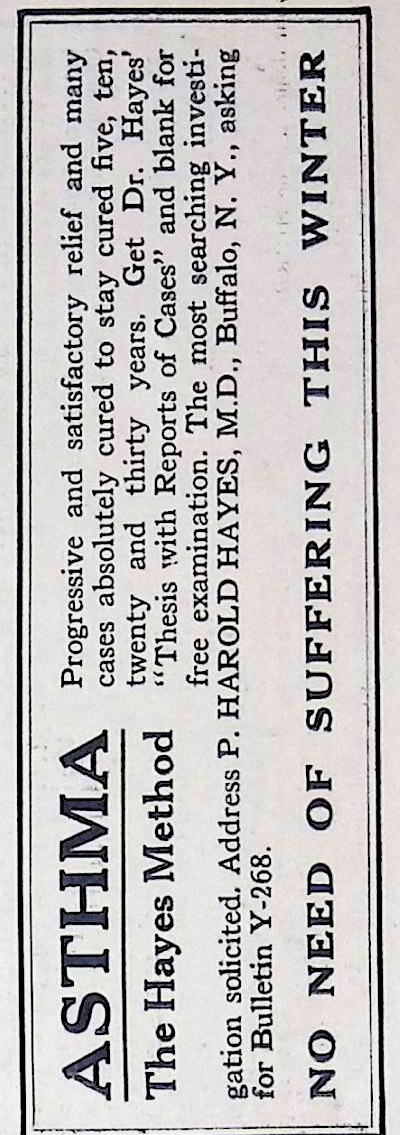 ASTHMA
The Hayes Method
Progressive and satisfactory relief and many
cases absolutely cured to stay cured five, ten,
twenty and thirty years. Get Dr. Hayes'
“Thesis with Reports of Cases” and blank for
free examination. The most searching investi-
gation solicited. Address P. HAROLD HAYES, M.D., Buffalo, N. Y., asking
for Bulletin Y-268.
NO NEED OF SUFFERING THIS WINTER